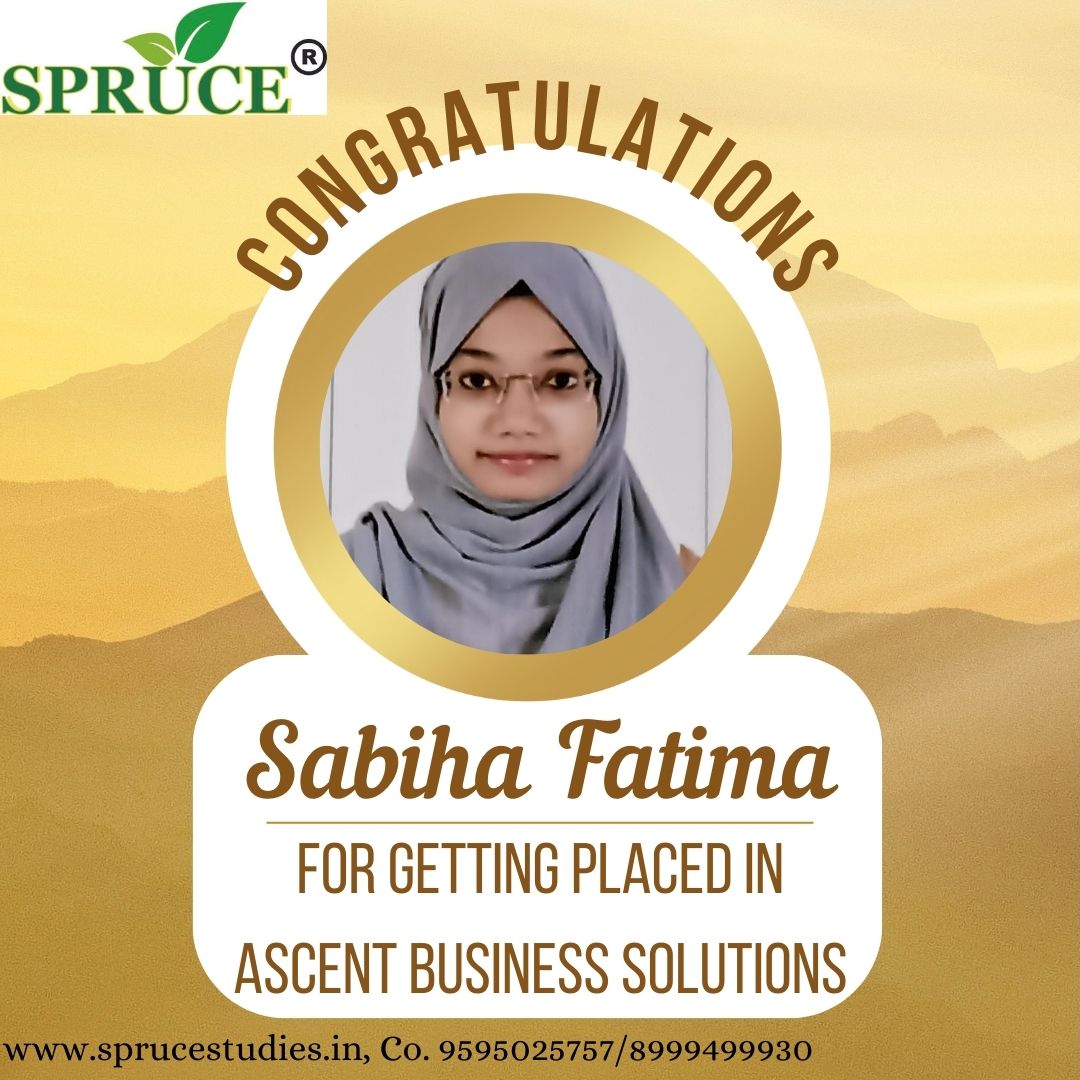 SPRUCE®
CONGRATULATIONS
Sabiha Fatima
FOR GETTING PLACED IN
ASCENT BUSINESS SOLUTIONS
www.sprucestudies.in, Co. 9595025757/8999499930